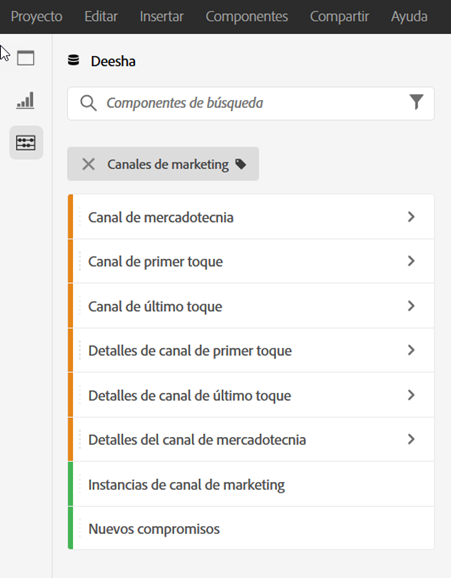 Proyecto Editar Insertar Componentes Compartir Ayuda
Deesha
Componentes de búsqueda
Canales de marketing
Canal de mercadotecnia
Canal de primer toque
Canal de último toque
Detalles de canal de primer toque
Detalles de canal de último toque
Detalles del canal de mercadotecnia
Instancias de canal de marketing
Nuevos compromisos